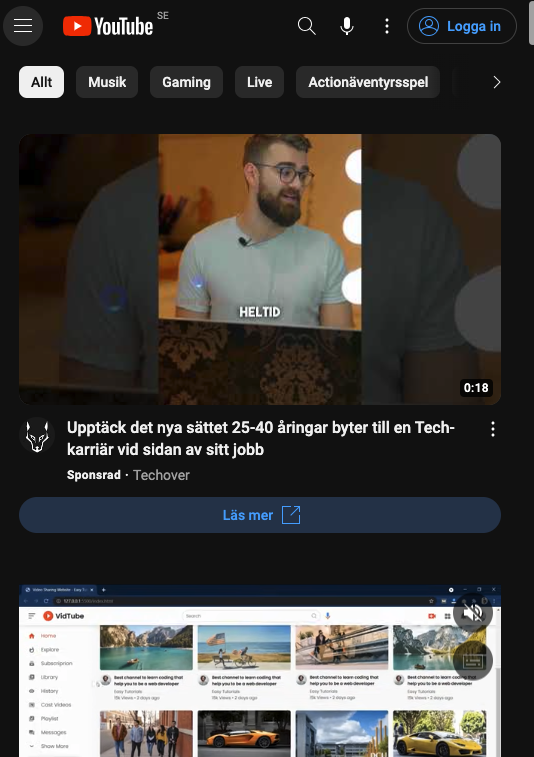 YouTube SE
Logga in
Allt
Musik
Gaming
Live
Actionäventyrsspel
HELTID
0:18
Upptäck det nya sättet 25-40 åringar byter till en Tech-
karriär vid sidan av sitt jobb
Sponsrad · Techover
Läs mer
VidTube
Search
Home
Explore
Subscription
Library
History
Cast Videos
Playlist
Messages
Show More
Best channel to learn coding that
help you to be a web developer
Easy Tutorials
15k Views • 2 days ago
Best channel to learn coding that
help you to be a web developer
Easy Tutorials
15k Views • 2 days ago
Best channel to learn coding that
help you to be a web developer
Easy Tutorials
15k Views • 2 days ago
Best channel to learn coding that
help you to be a web developer
Easy Tutorials
15k Views • 2 days ago